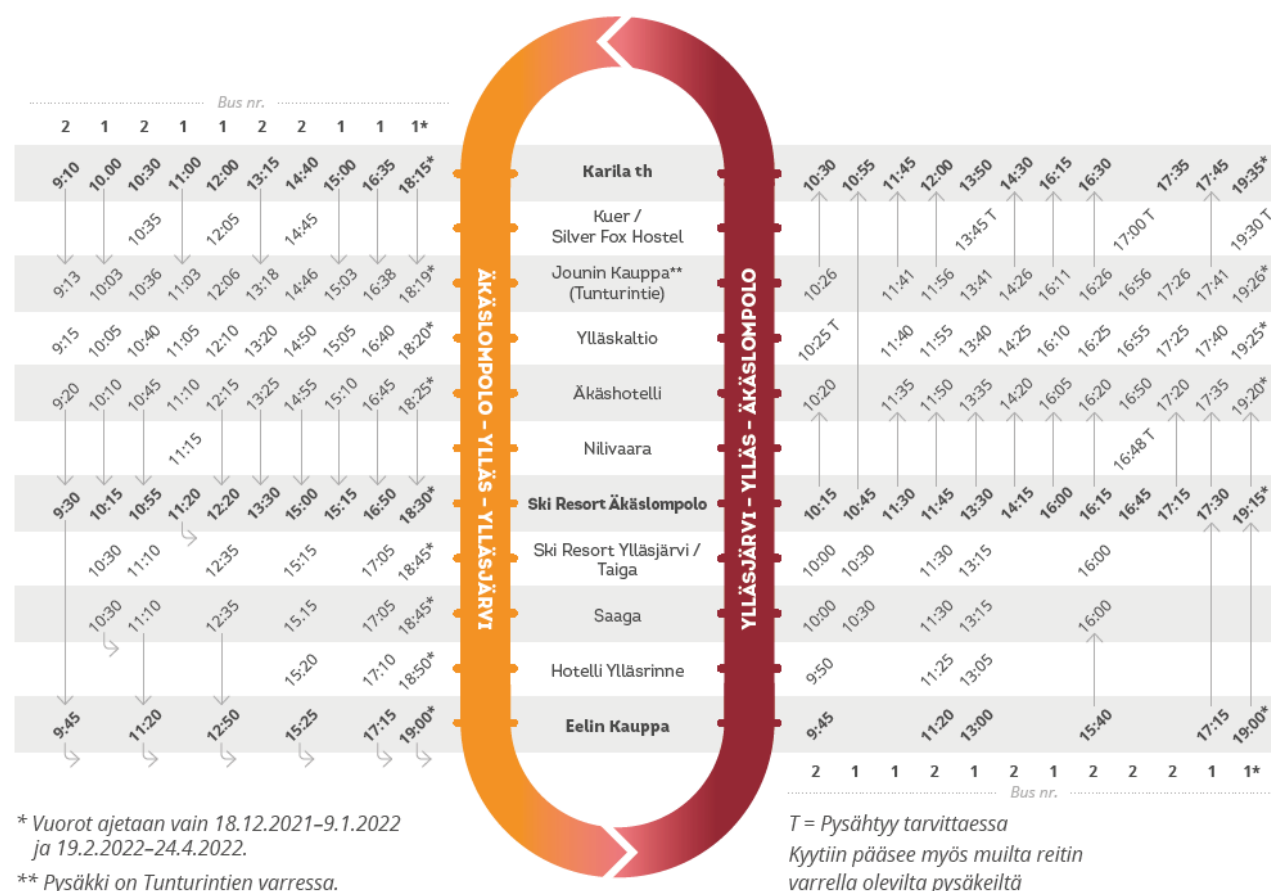 Bus nr.
2 1 2 1 1 2 2 1 1 1*
9:10 10.00 10:30 11:00 12:00 13:15 14:40 15:00 16:35 18:15* Karila th 10:30 10:55 11:45 12:00 13:50 14:30 16:15 16:30 17:35 17:45 19:35*
10:35 12:05 14:45 Kuer / 13:45 T 17:00 T 19:30 T
Silver Fox Hostel
9:13 10:03 10:36 11:03 12:06 13:18 14:46 15:03 16:38 18:19* Jounin Kauppa** 10:26 11:41 11:56 13:41 14:26 16:11 16:26 16:56 17:26 17:41 19:26*
(Tunturintie)
9:15 10:05 10:40 11:05 12:10 13:20 14:50 15:05 16:40 18:20* Ylläskaltio 10:25 T 11:40 11:55 13:40 14:25 16:10 16:25 16:55 17:25 17:40 19:25*
9:20 10:10 10:45 11:10 12:15 13:25 14:55 15:10 16:45 18:25* Äkäshotelli 10:20 11:35 11:50 13:35 14:20 16:05 16:20 16:50 17:20 17:35 19:20*
11:15 Nilivaara 16:48 T
9:30 10:15 10:55 11:20 12:20 13:30 15:00 15:15 16:50 18:30* Ski Resort Äkäslompolo 10:15 10:45 11:30 11:45 13:30 14:15 16:00 16:15 16:45 17:15 17:30 19:15*
10:30 11:10 12:35 15:15 17:05 18:45* Ski Resort Ylläsjärvi / 10:00 10:30 11:30 13:15 16:00
Taiga
10:30 11:10 12:35 15:15 17:05 18:45* Saaga 10:00 10:30 11:30 13:15 16:00
15:20 17:10 18:50* Hotelli Ylläsrinne 9:50 11:25 13:05
9:45 11:20 12:50 15:25 17:15 19:00* Eelin Kauppa 9:45 11:20 13:00 15:40 17:15 19:00*
2 1 1 2 1 2 1 2 2 2 1 1*
Bus nr.
ÄKÄSLOMPOLO – YLLÄS – YLLÄSJÄRVI
YLLÄSJÄRVI – YLLÄS – ÄKÄSLOMPOLO
* Vuorot ajetaan vain 18.12.2021–9.1.2022
ja 19.2.2022–24.4.2022.
** Pysäkki on Tunturintien varressa.
T = Pysähtyy tarvittaessa
Kyytiin pääsee myös muilta reitin
varrella olevilta pysäkeiltä